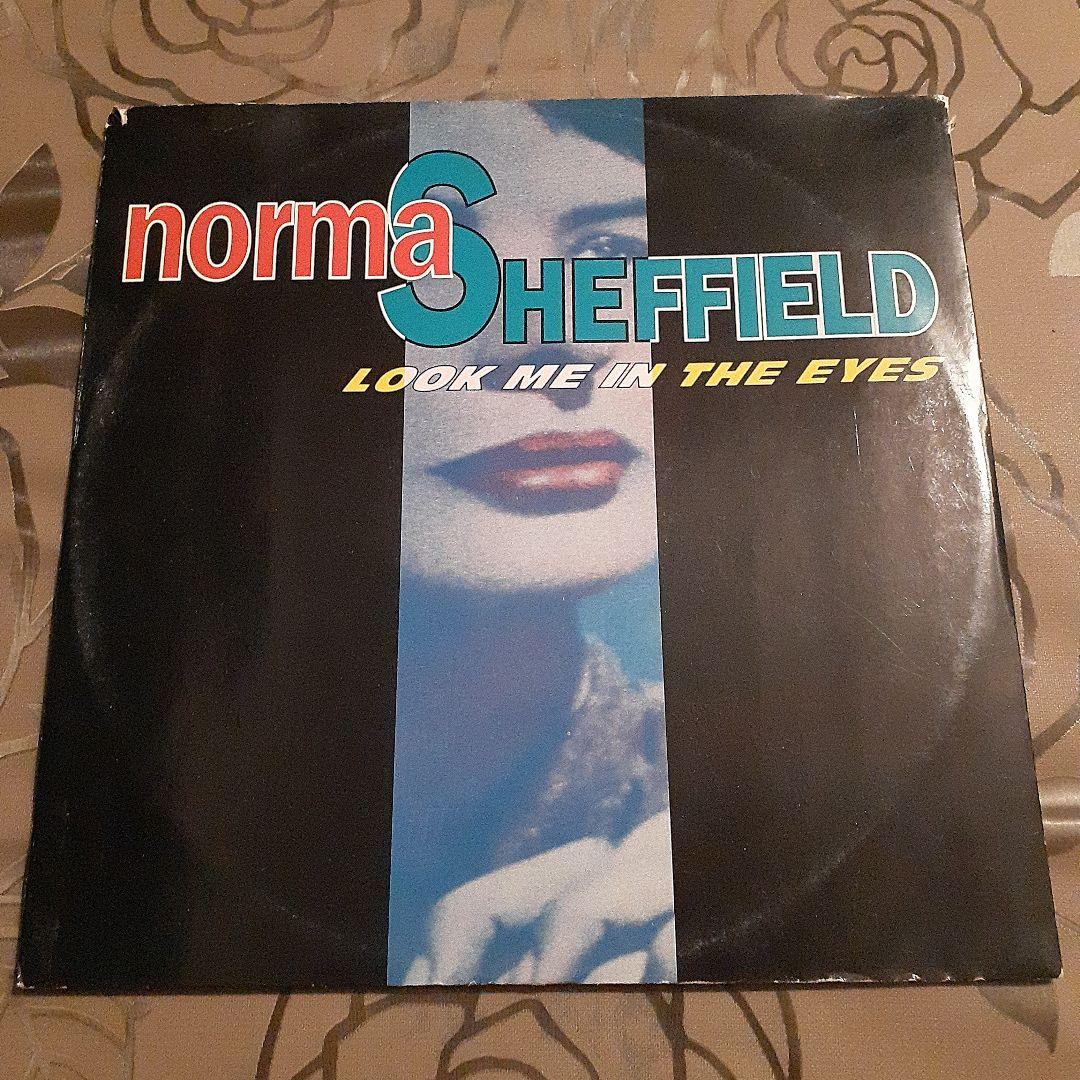 norma
SHEFFIELD
LOOK ME IN THE EYES